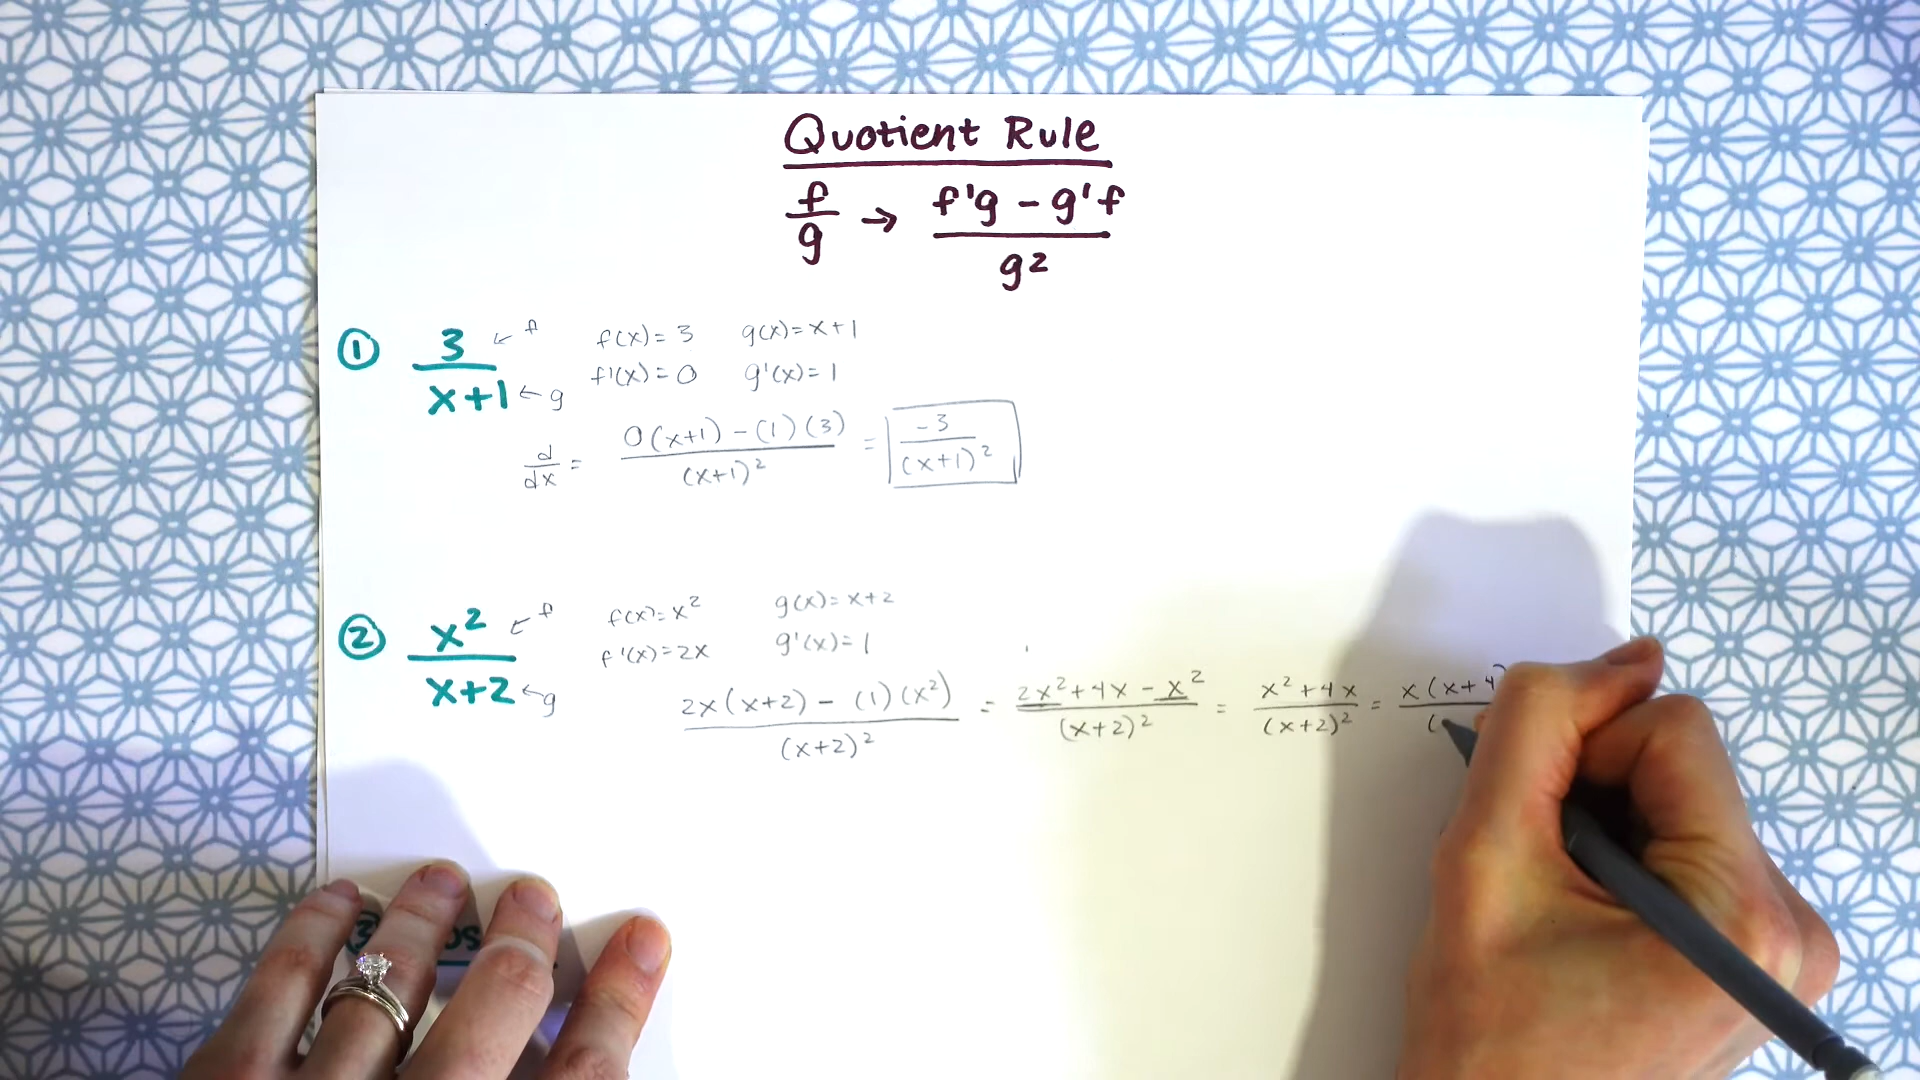 Quotient Rule
f/g → f'g - g'f / g²
① 3/x+1 ← f ← g
f(x) = 3 g(x) = x+1
f'(x) = 0 g'(x) = 1
d/dx = 0(x+1) - (1)(3) / (x+1)² = -3/(x+1)²
② x²/x+2 ← f ← g
f(x) = x² g(x) = x+2
f'(x) = 2x g'(x) = 1
2x(x+2) - (1)(x²) / (x+2)² = 2x²+4x - x² / (x+2)² = x²+4x / (x+2)² = x(x+4) / (
③